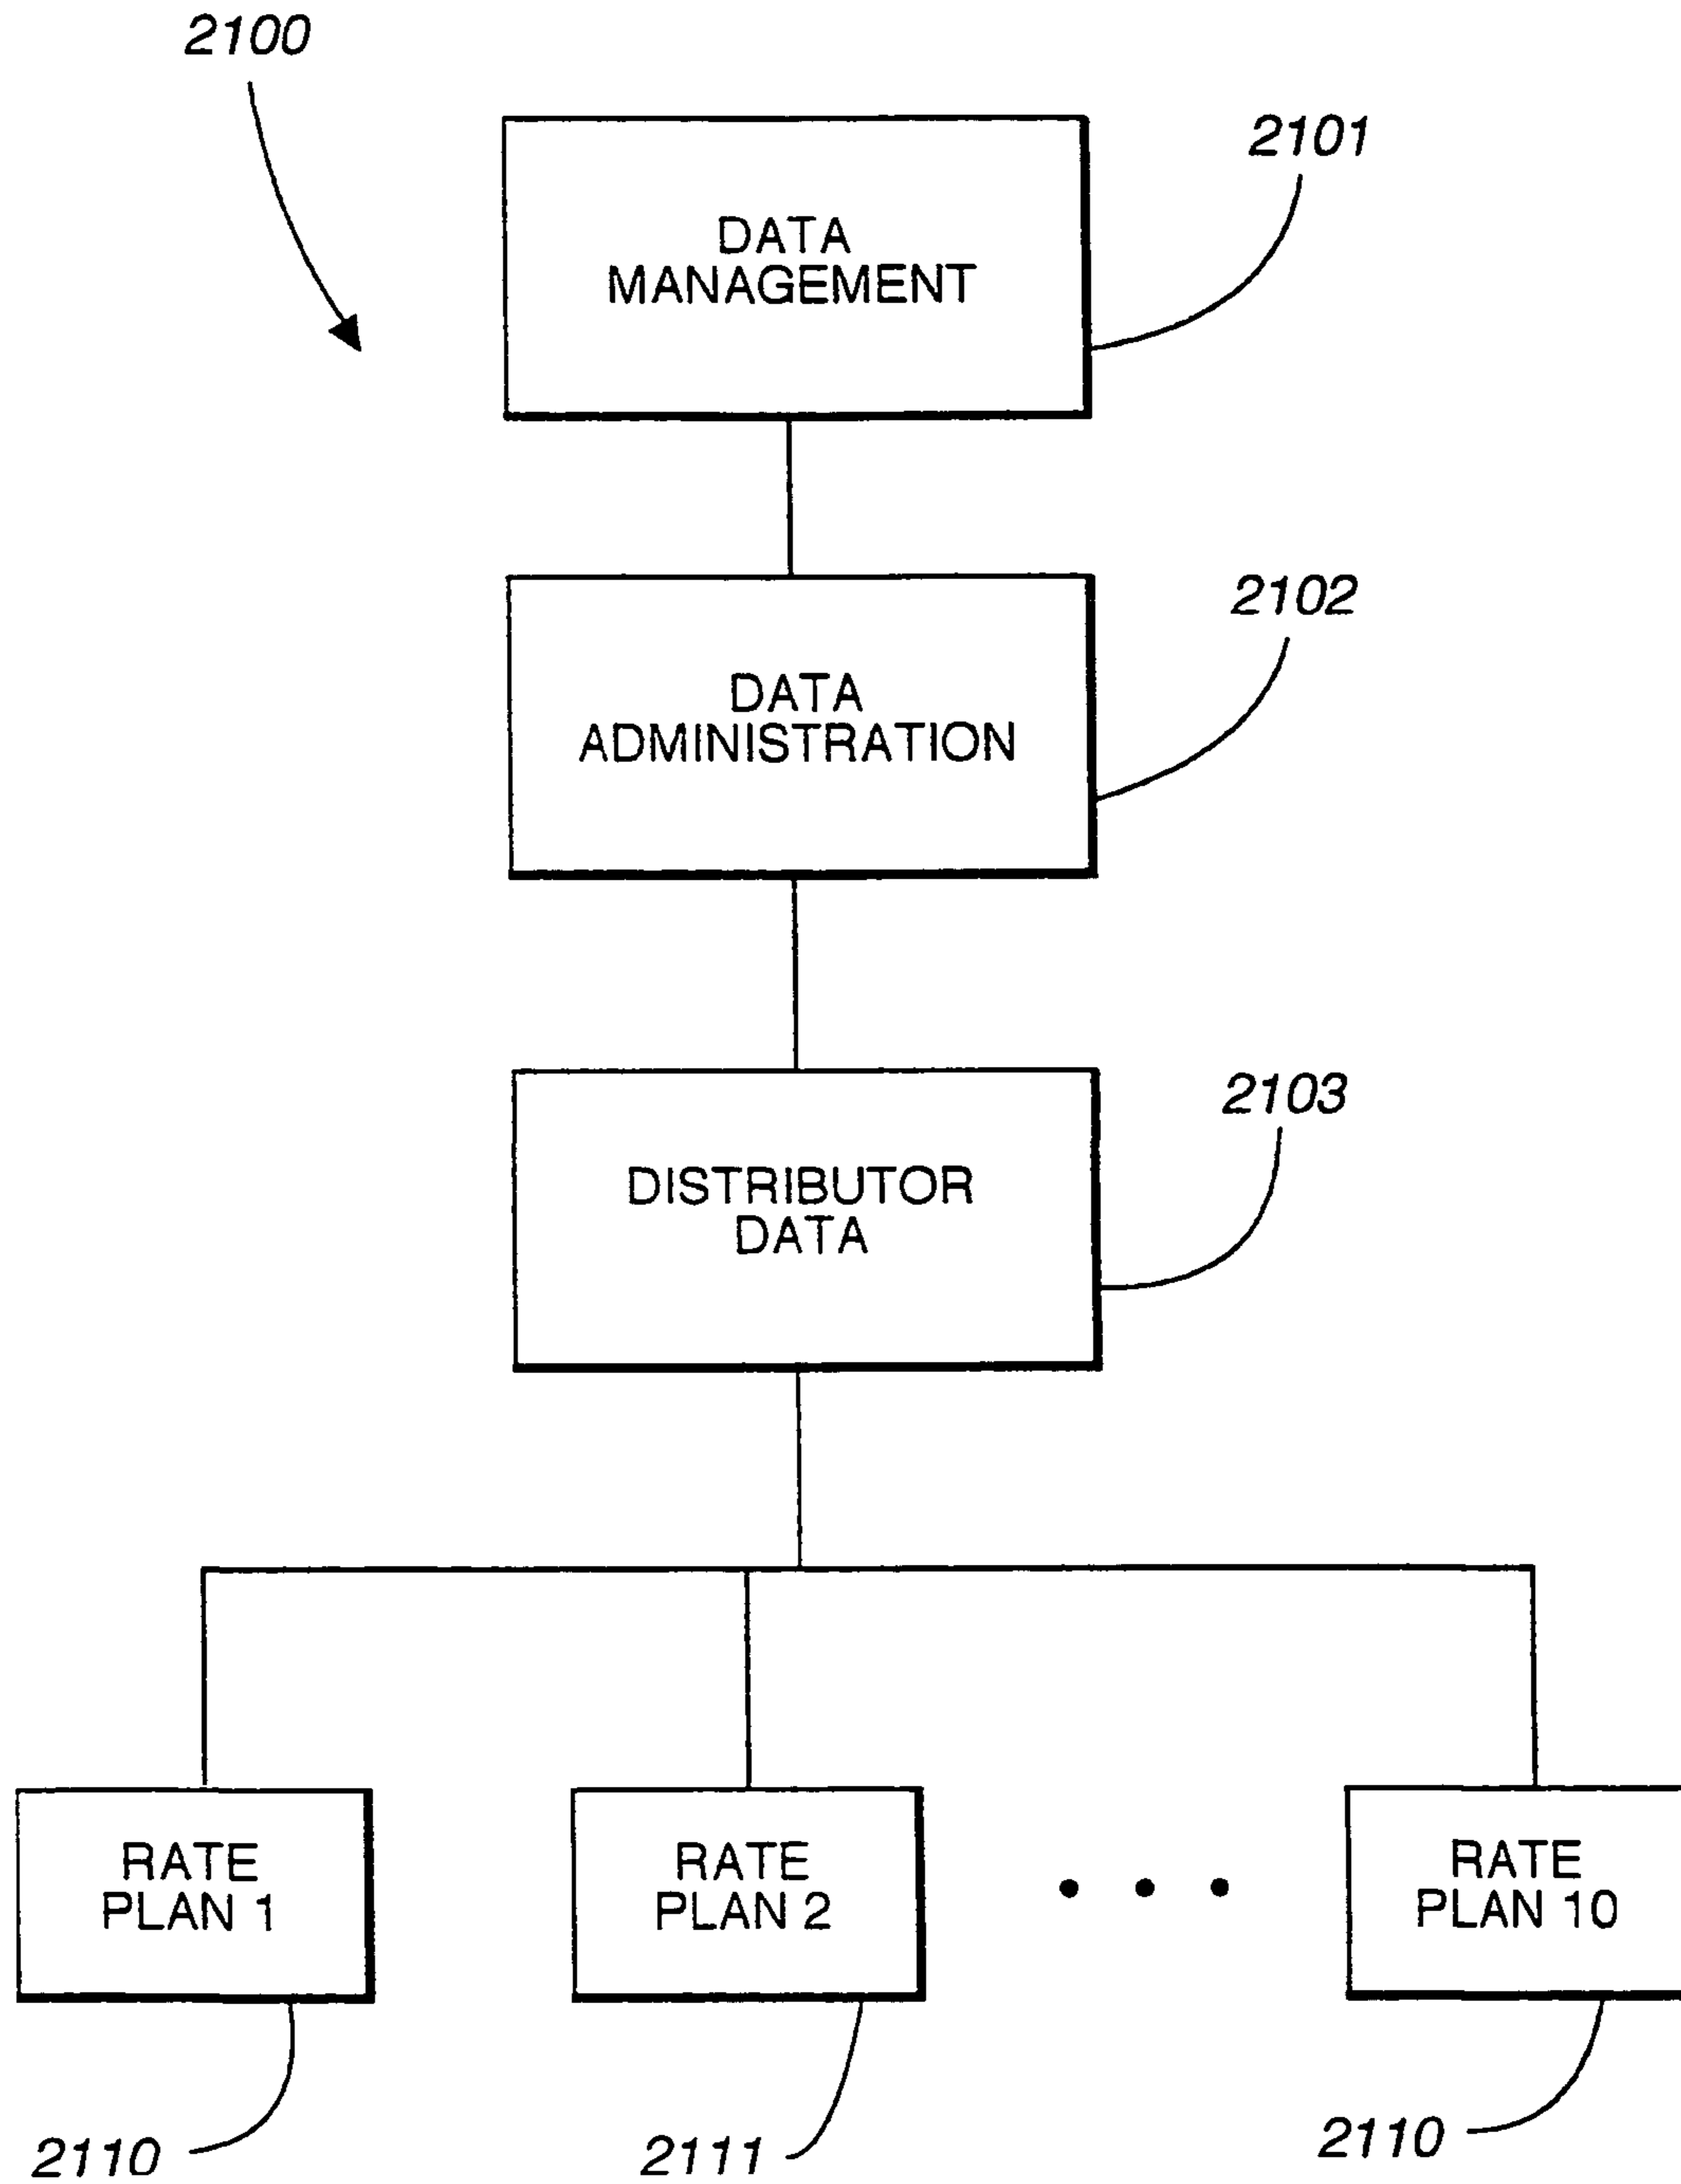 2100
2101
DATA
MANAGEMENT
2102
DATA
ADMINISTRATION
2103
DISTRIBUTOR
DATA
RATE
PLAN 1
RATE
PLAN 2
RATE
PLAN 10
2110
2111
2110